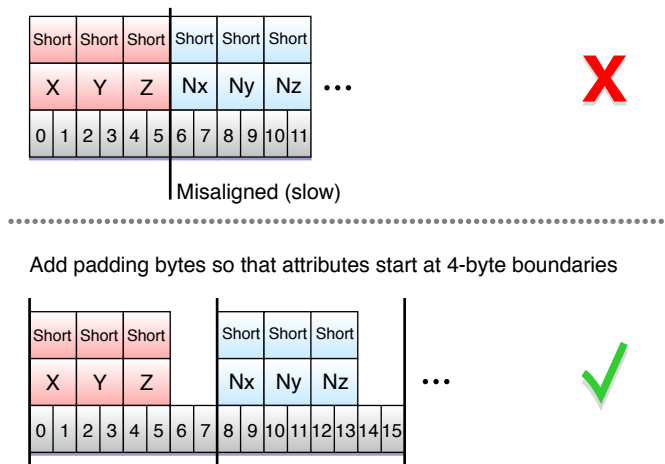 Short Short Short Short Short Short
X Y Z Nx Ny Nz ...
0 1 2 3 4 5 6 7 8 9 10 11
Misaligned (slow)
Add padding bytes so that attributes start at 4-byte boundaries
Short Short Short Short Short Short
X Y Z Nx Ny Nz ...
0 1 2 3 4 5 6 7 8 9 10 11 12 13 14 15